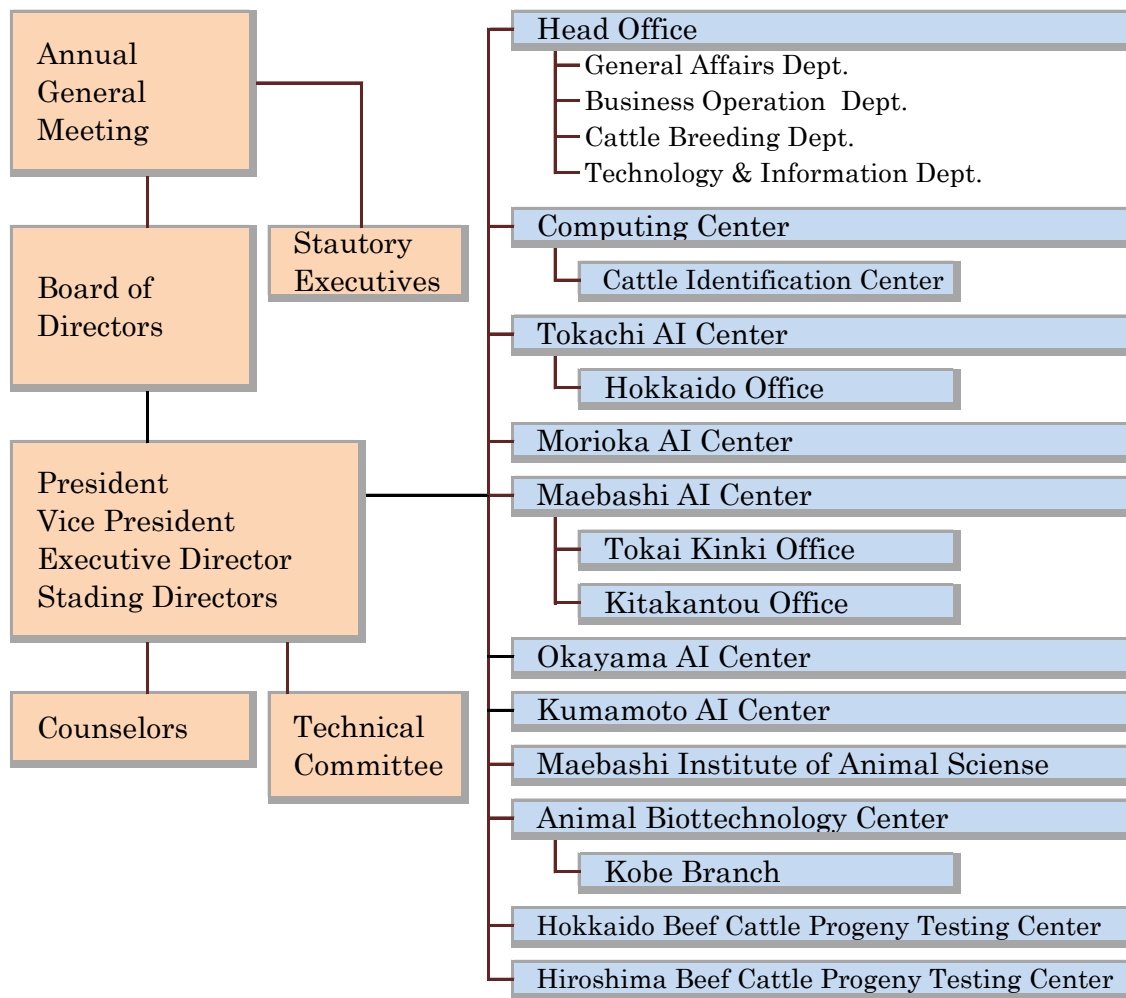 Annual
General
Meeting
Board of
Directors
Stautory
Executives
President
Vice President
Executive Director
Stading Directors
Counselors
Technical
Committee
Head Office
General Affairs Dept.
Business Operation Dept.
Cattle Breeding Dept.
Technology & Information Dept.
Computing Center
Cattle Identification Center
Tokachi AI Center
Hokkaido Office
Morioka AI Center
Maebashi AI Center
Tokai Kinki Office
Kitakantou Office
Okayama AI Center
Kumamoto AI Center
Maebashi Institute of Animal Sciense
Animal Biottechnology Center
Kobe Branch
Hokkaido Beef Cattle Progeny Testing Center
Hiroshima Beef Cattle Progeny Testing Center